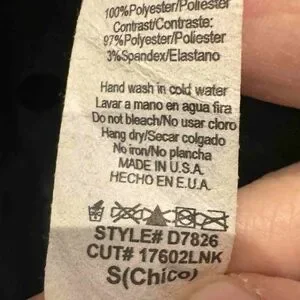 100%Polyester/Poliester
Contrast/Contraste:
97%Polyester/Poliester
3%Spandex/Elastano
Hand wash in cold water
Lavar a mano en agua fira
Do not bleach/No usar cloro
Hang dry/Secar colgado
No iron/No plancha
MADE IN U.S.A.
HECHO EN E.U.A.
STYLE# D7826
CUT# 17602LNK
S(Chico)